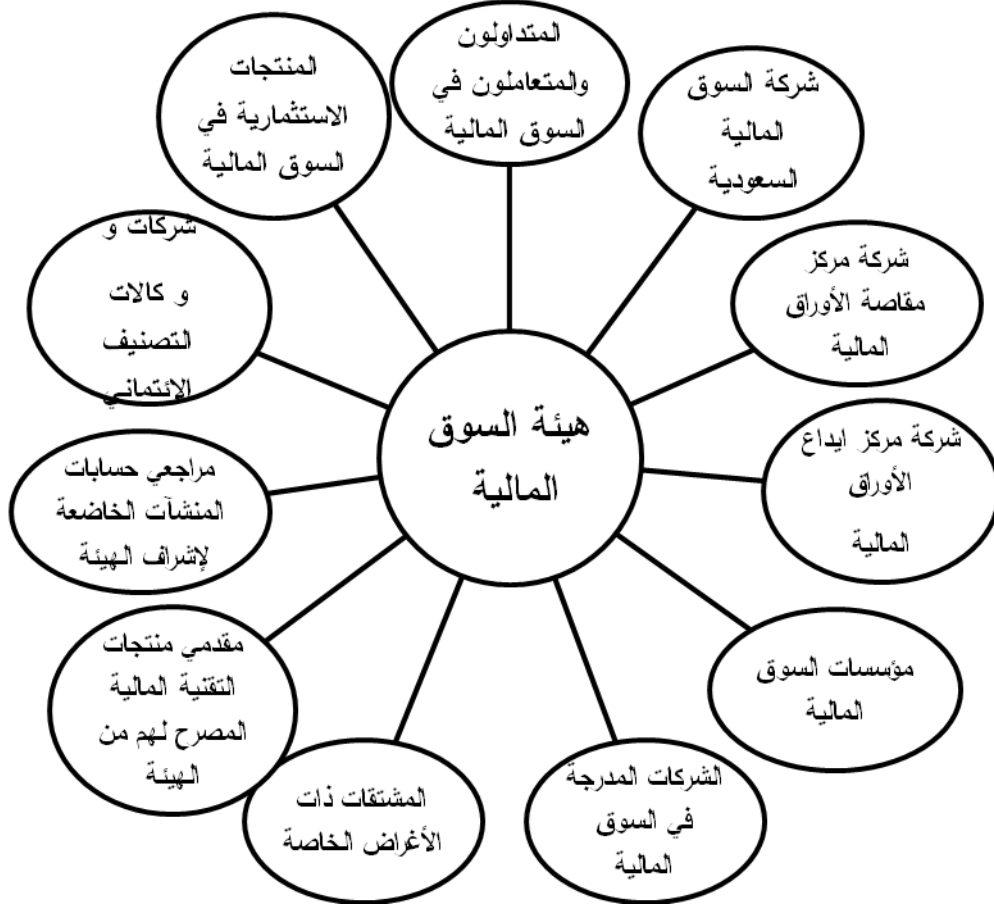 المتداولون
والمتعاملون في
السوق المالية
شركة السوق
المالية
السعودية
شركة مركز
مقاصة الأوراق
المالية
شركة مركز ايداع
الأوراق
المالية
مؤسسات السوق
المالية
الشركات المدرجة
في السوق
المالية
المشتقات ذات
الأغراض الخاصة
مقدمي منتجات
التقنية المالية
المصرح لهم من
الهيئة
مراجعي حسابات
المنشآت الخاضعة
لإشراف الهيئة
شركات و
و كالات
التصنيف
الائتماني
المنتجات
الاستثمارية في
السوق المالية
هيئة السوق
المالية